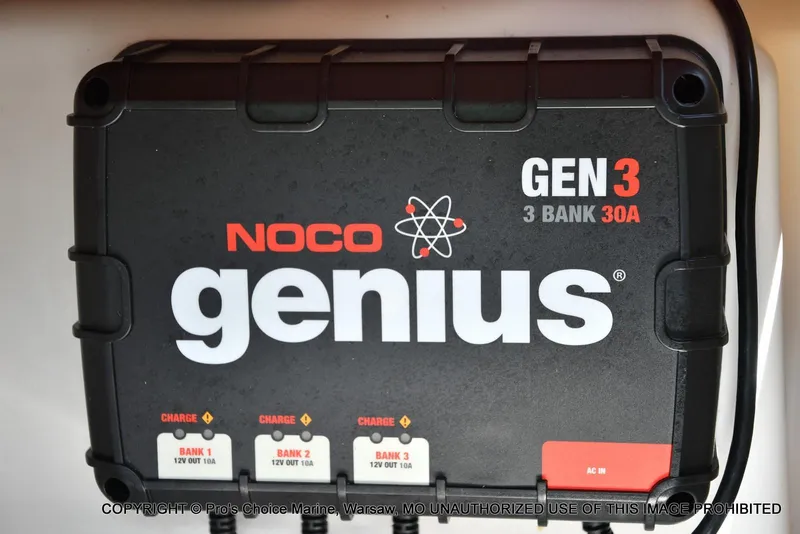 GEN3
3 BANK 30A
NOCO
genius®
CHARGE
CHARGE
CHARGE
BANK 1
12V OUT 10A
BANK 2
12V OUT 10A
BANK 3
12V OUT 10A
AC IN
COPYRIGHT © Pro's Choice Marine, Warsaw, MO UNAUTHORIZED USE OF THIS IMAGE PROHIBITED